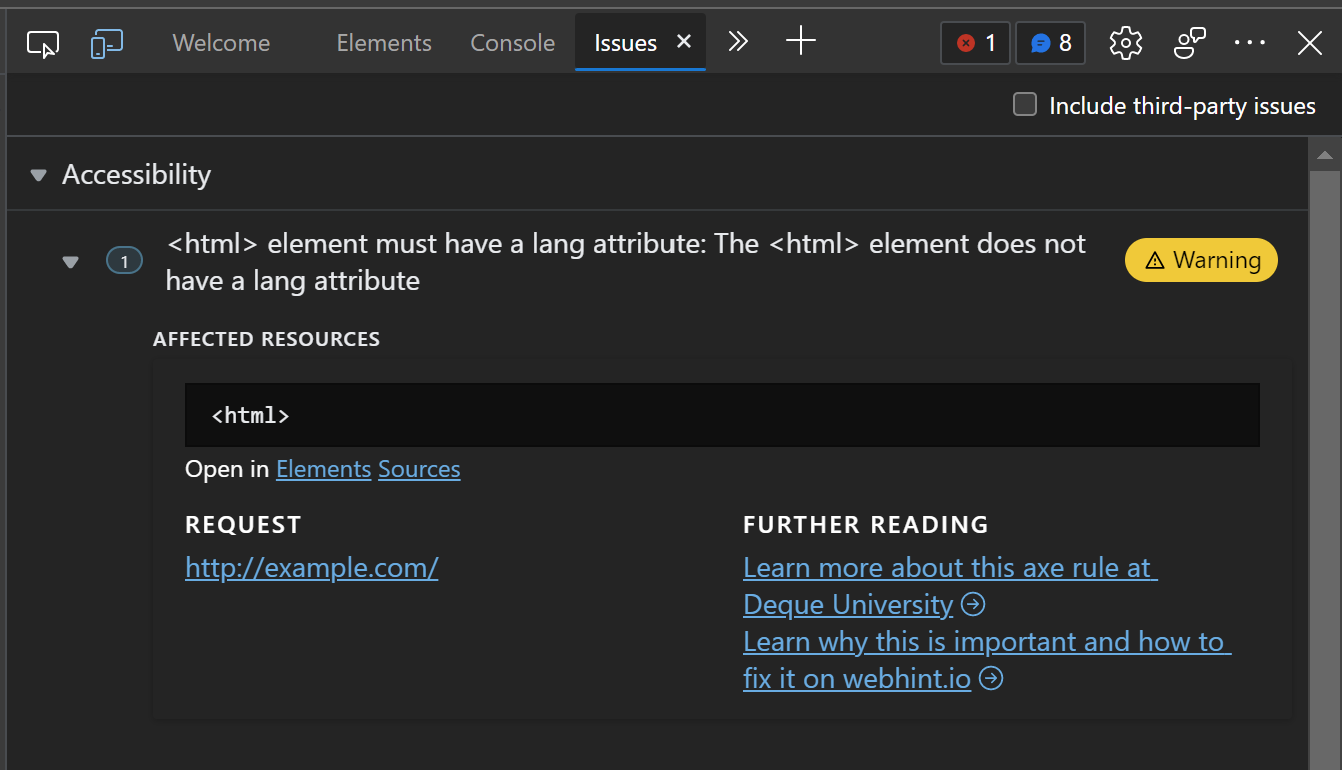 Welcome Elements Console Issues 1 8
Include third-party issues
Accessibility
1 <html> element must have a lang attribute: The <html> element does not
have a lang attribute
Warning
AFFECTED RESOURCES
<html>
Open in Elements Sources
REQUEST
http://example.com/
FURTHER READING
Learn more about this axe rule at
Deque University
Learn why this is important and how to
fix it on webhint.io